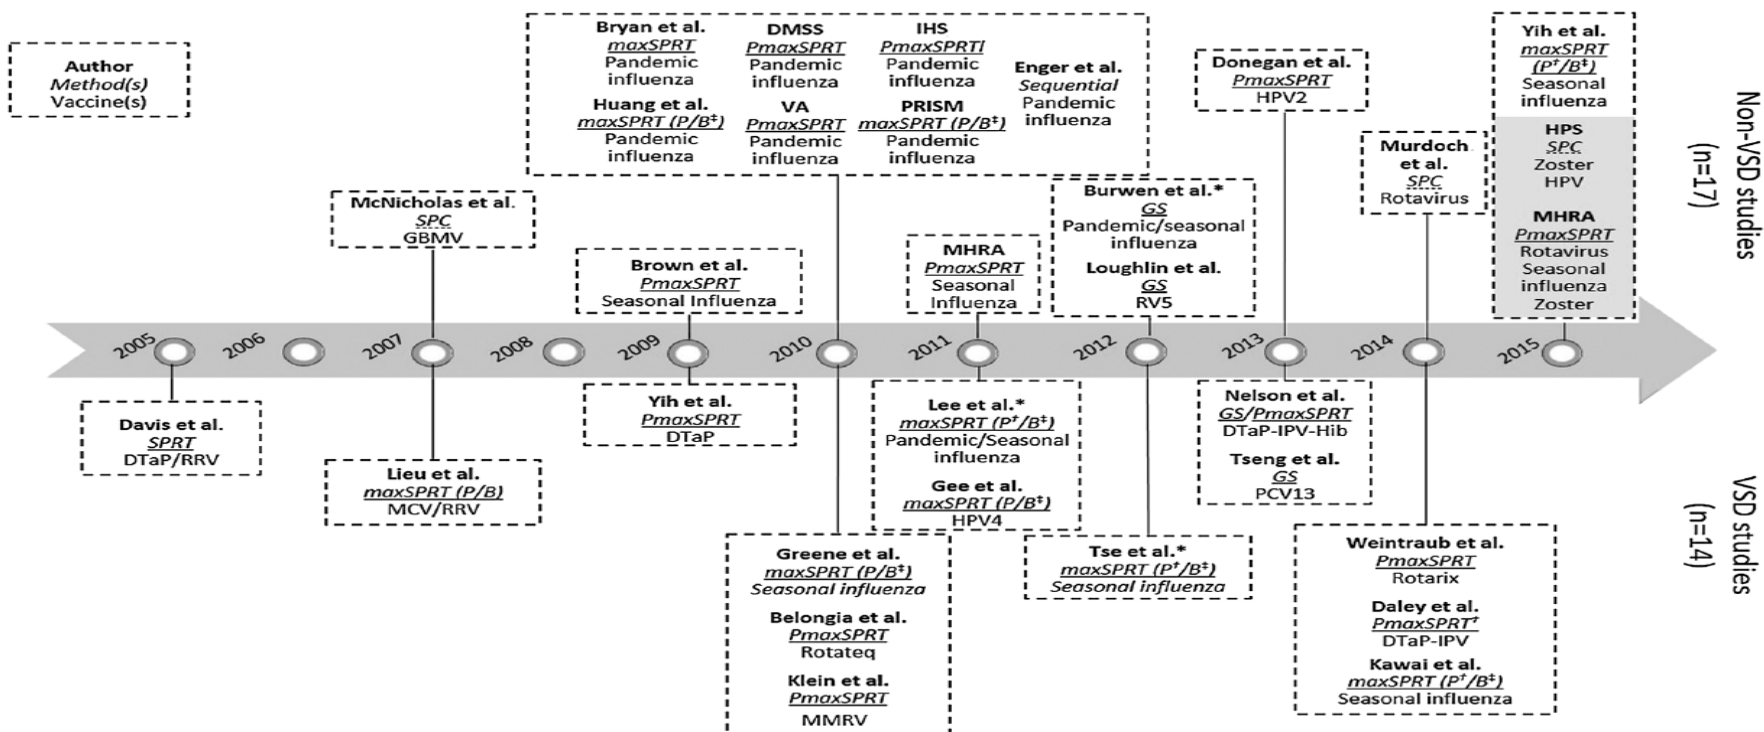 Author
Method(s)
Vaccine(s)
Bryan et al.
maxSPRT
Pandemic
influenza
Huang et al.
maxSPRT (P/B‡)
Pandemic
influenza
DMSS
PmaxSPRT
Pandemic
influenza
VA
PmaxSPRT
Pandemic
influenza
IHS
PmaxSPRTl
Pandemic
influenza
PRISM
maxSPRT (P/B‡)
Pandemic
influenza
Enger et al.
Sequential
Pandemic
influenza
Donegan et al.
PmaxSPRT
HPV2
Yih et al.
maxSPRT
(P†/B‡)
Seasonal
influenza
HPS
SPC
Zoster
HPV
MHRA
PmaxSPRT
Rotavirus
Seasonal
influenza
Zoster
Murdoch
et al.
SPC
Rotavirus
McNicholas et al.
SPC
GBMV
Brown et al.
PmaxSPRT
Seasonal Influenza
MHRA
PmaxSPRT
Seasonal
Influenza
Burwen et al.*
GS
Pandemic/seasonal
influenza
Loughlin et al.
GS
RV5
Non-VSD studies
(n=17)
2005
2006
2007
2008
2009
2010
2011
2012
2013
2014
2015
Davis et al.
SPRT
DTaP/RRV
Lieu et al.
maxSPRT (P/B)
MCV/RRV
Yih et al.
PmaxSPRT
DTaP
Greene et al.
maxSPRT (P/B‡)
Seasonal influenza
Belongia et al.
PmaxSPRT
Rotateq
Klein et al.
PmaxSPRT
MMRV
Lee et al.*
maxSPRT (P†/B‡)
Pandemic/Seasonal
influenza
Gee et al.
maxSPRT (P/B‡)
HPV4
Tse et al.*
maxSPRT (P†/B‡)
Seasonal influenza
Nelson et al.
GS/PmaxSPRT
DTaP-IPV-Hib
Tseng et al.
GS
PCV13
Weintraub et al.
PmaxSPRT
Rotarix
Daley et al.
PmaxSPRT†
DTaP-IPV
Kawai et al.
maxSPRT (P†/B‡)
Seasonal influenza
VSD studies
(n=14)